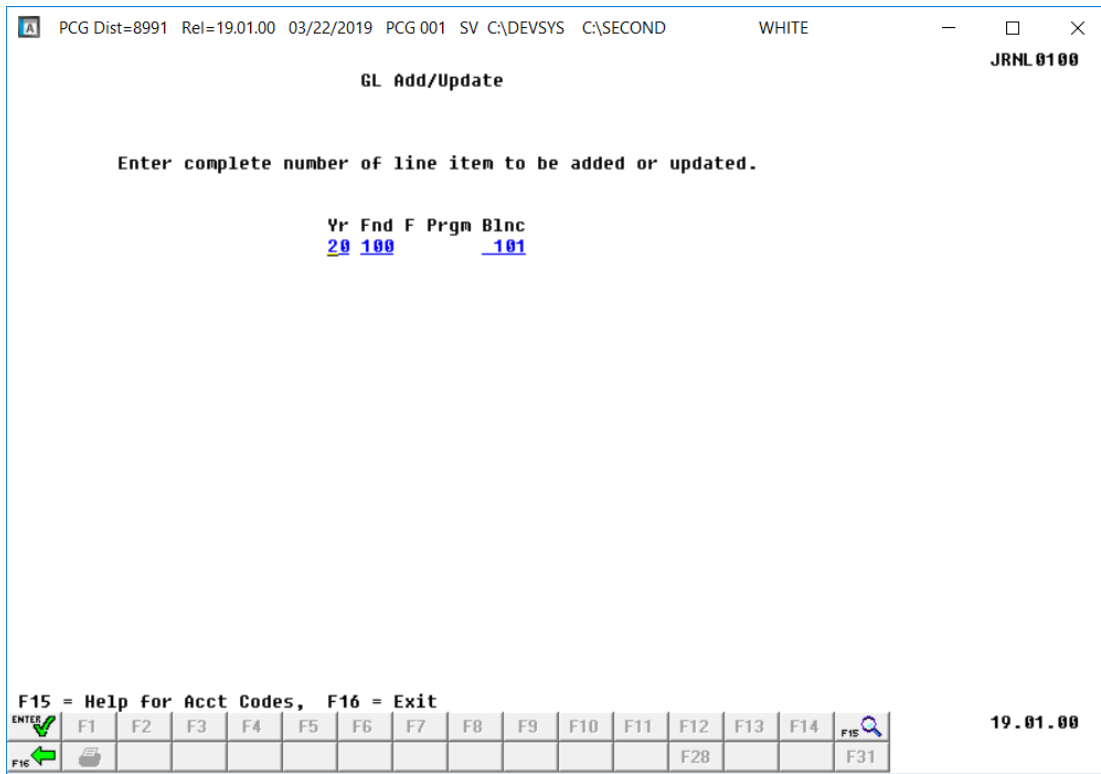 A PCG Dist=8991 Rel=19.01.00 03/22/2019 PCG 001 SV C:\DEVSYS C:\SECOND WHITE
JRNL0100
GL Add/Update
Enter complete number of line item to be added or updated.
Yr Fnd F Prgm Blnc
20 100 _101
F15 = Help for Acct Codes, F16 = Exit
ENTER F1 F2 F3 F4 F5 F6 F7 F8 F9 F10 F11 F12 F13 F14 F15 19.01.00
F16 F28 F31